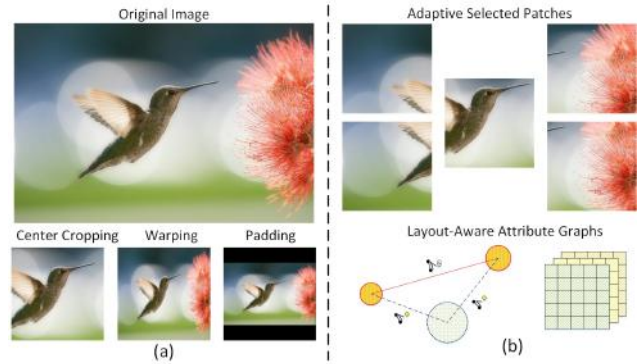 Original Image
Center Cropping Warping Padding
(a)
Adaptive Selected Patches
Layout-Aware Attribute Graphs
(b)